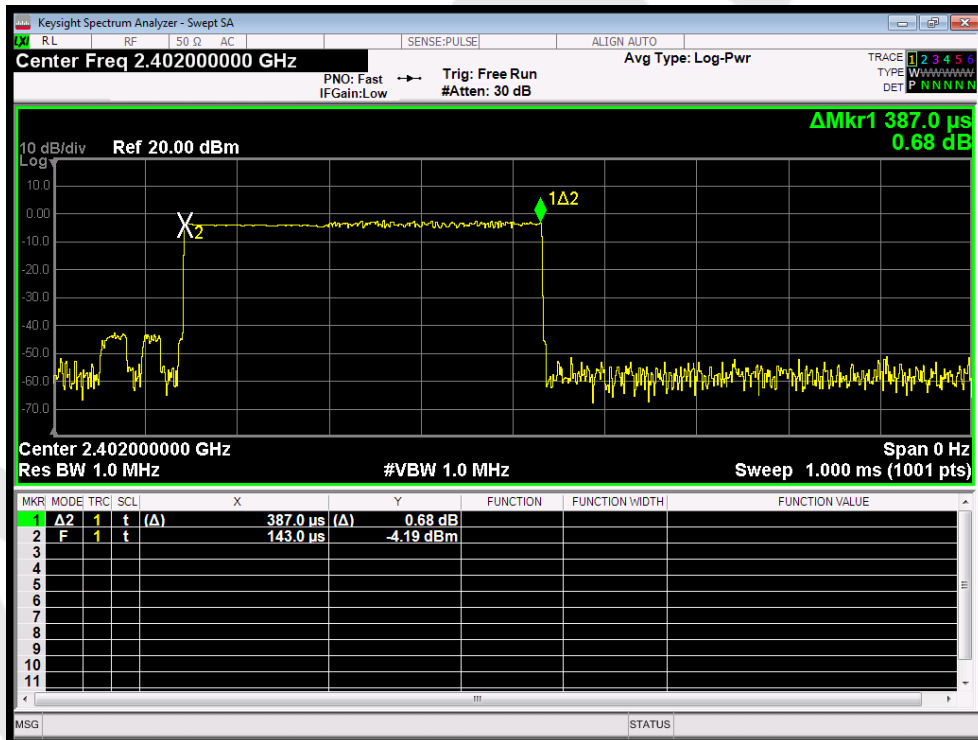 Keysight Spectrum Analyzer - Swept SA
LXI RL RF 50 Ω AC SENSE:PULSE ALIGN AUTO
Center Freq 2.402000000 GHz
PNO: Fast
IFGain:Low
Trig: Free Run
#Atten: 30 dB
Avg Type: Log-Pwr
TRACE 1 2 3 4 5 6
TYPE W
DET P N N N N N
ΔMkr1 387.0 µs
0.68 dB
10 dB/div Ref 20.00 dBm
Log
10.0
0.00
-10.0
-20.0
-30.0
-40.0
-50.0
-60.0
-70.0
X2
1Δ2
Center 2.402000000 GHz Span 0 Hz
Res BW 1.0 MHz #VBW 1.0 MHz Sweep 1.000 ms (1001 pts)
MKR MODE TRC SCL X Y FUNCTION FUNCTION WIDTH FUNCTION VALUE
1 Δ2 1 t (Δ) 387.0 µs (Δ) 0.68 dB
2 F 1 t 143.0 µs -4.19 dBm
3
4
5
6
7
8
9
10
11
MSG STATUS